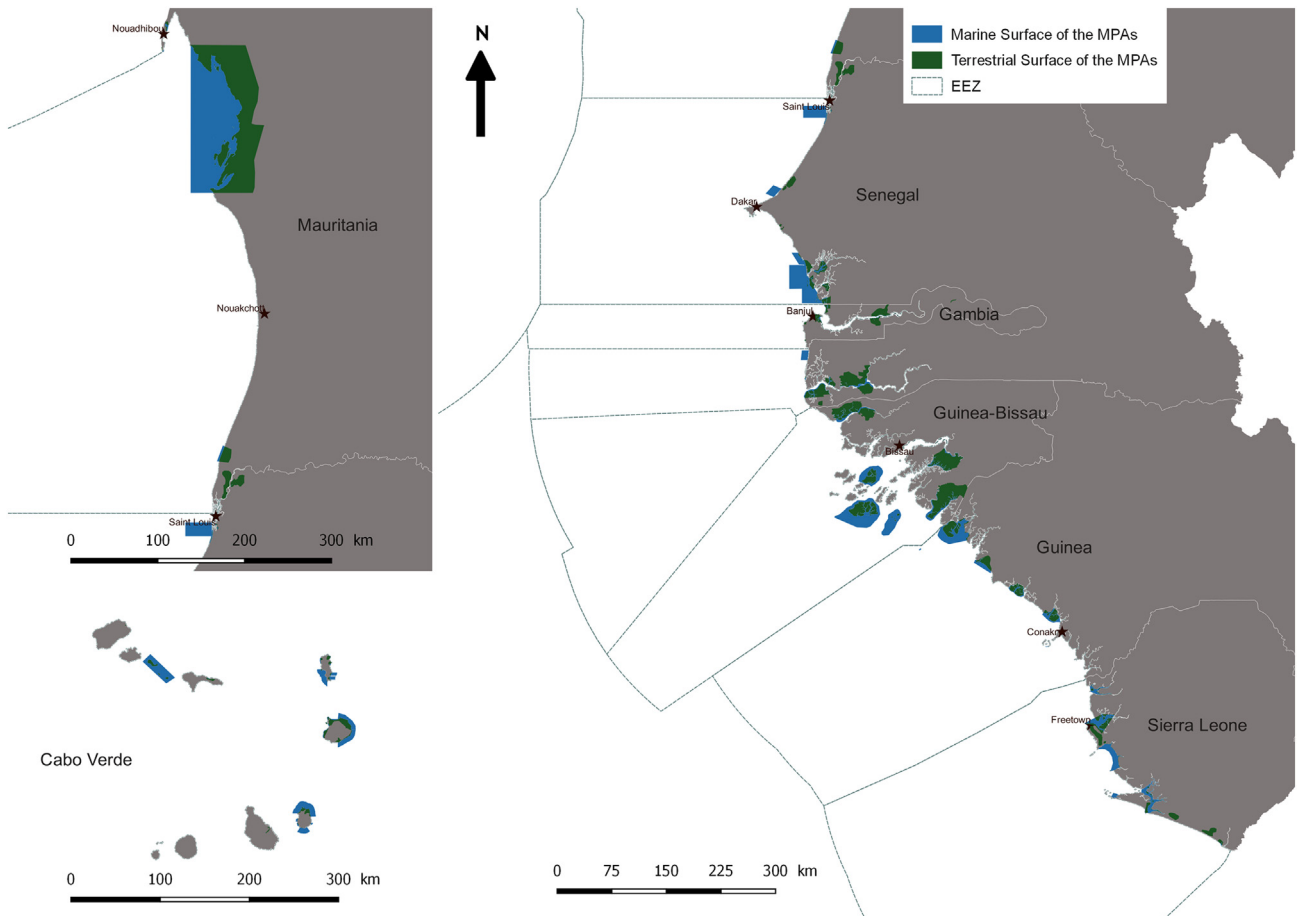 Nouadhibou
Mauritania
Nouakchott
Saint Louis
0 100 200 300 km
Cabo Verde
0 100 200 300 km
N
Marine Surface of the MPAs
Terrestrial Surface of the MPAs
EEZ
Saint Louis
Senegal
Dakar
Banjul
Gambia
Guinea-Bissau
Bissau
Guinea
Conakry
Freetown
Sierra Leone
0 75 150 225 300 km